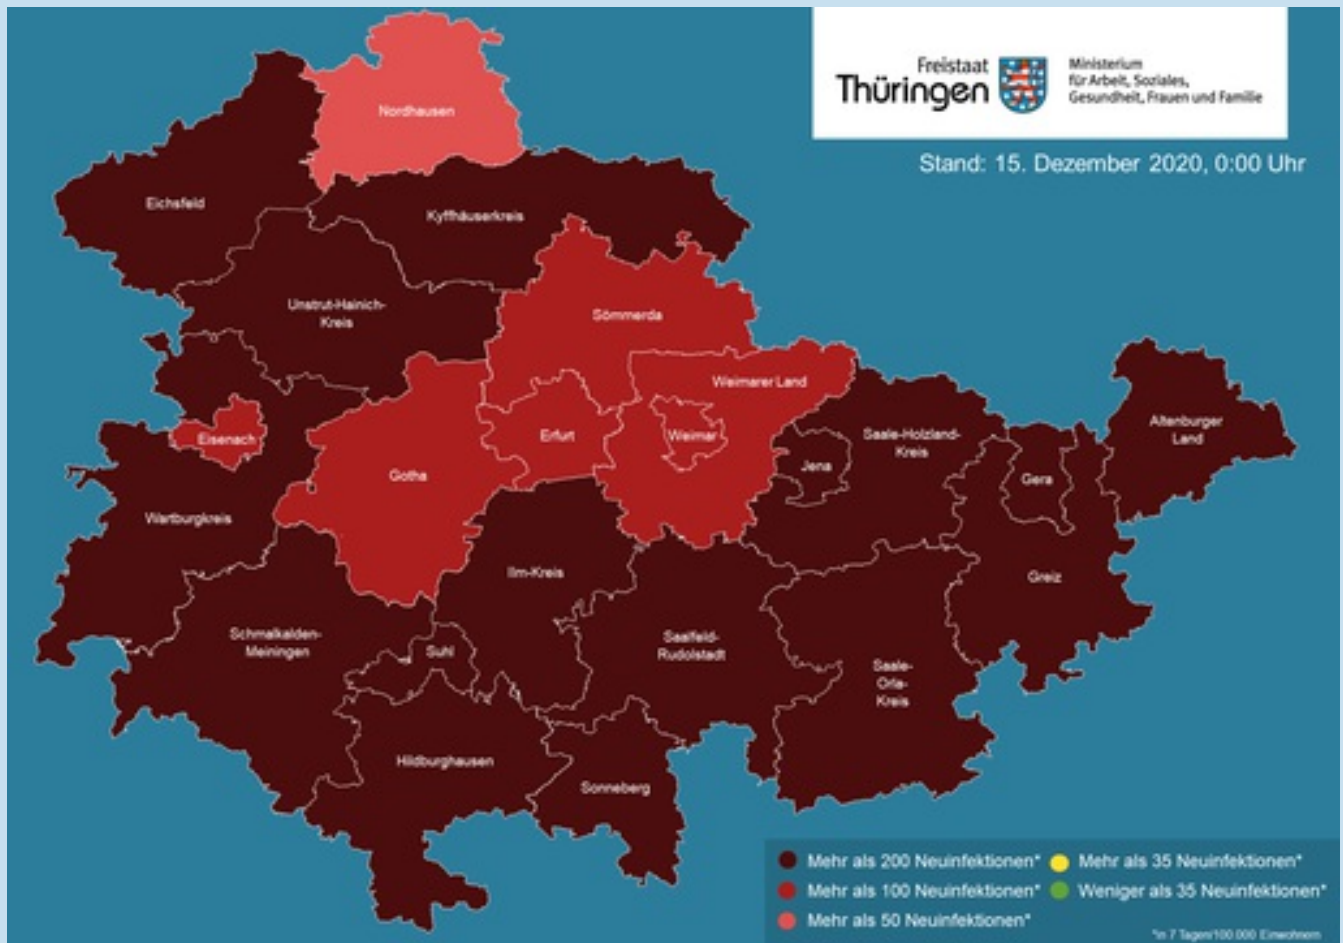 Freistaat
Thüringen
Ministerium
für Arbeit, Soziales,
Gesundheit, Frauen und Familie
Stand: 15. Dezember 2020, 0:00 Uhr
Nordhausen
Eichsfeld
Kyffhäuserkreis
Unstrut-Hainich-
Kreis
Sömmerda
Weimarer Land
Eisenach
Erfurt
Weimar
Gotha
Jena
Saale-Holzland-
Kreis
Gera
Altenburger
Land
Wartburgkreis
Ilm-Kreis
Greiz
Schmalkalden-
Meiningen
Suhl
Saalfeld-
Rudolstadt
Saale-
Orla-
Kreis
Hildburghausen
Sonneberg
Mehr als 200 Neuinfektionen*
Mehr als 100 Neuinfektionen*
Mehr als 50 Neuinfektionen*
Mehr als 35 Neuinfektionen*
Weniger als 35 Neuinfektionen*
*in 7 Tagen/100 000 Einwohnern